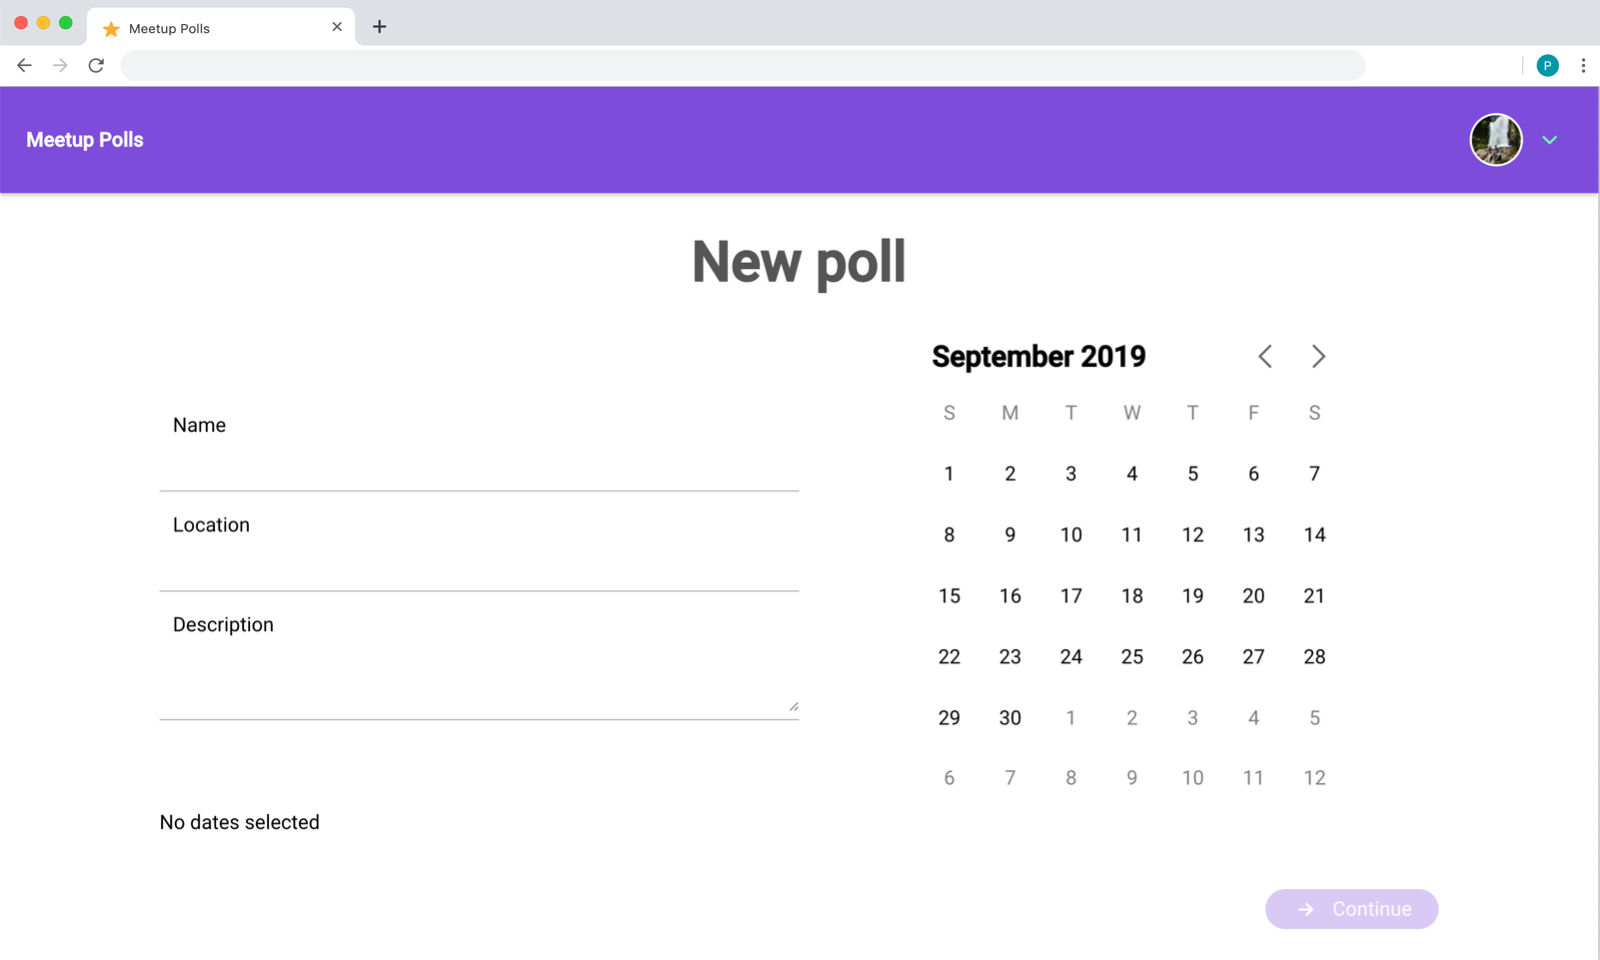 Meetup Polls
P
Meetup Polls
New poll
Name
Location
Description
No dates selected
September 2019
S M T W T F S
1 2 3 4 5 6 7
8 9 10 11 12 13 14
15 16 17 18 19 20 21
22 23 24 25 26 27 28
29 30 1 2 3 4 5
6 7 8 9 10 11 12
Continue